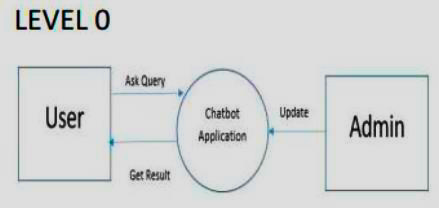 LEVEL 0
Ask Query
User
Chatbot
Application
Update
Admin
Get Result